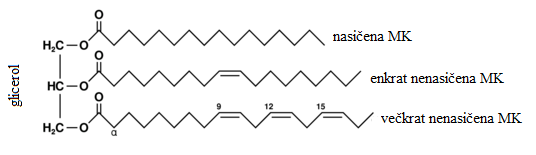 O
H₂C—O
nasičena MK
O
glicerol
HC—O
enkrat nenasičena MK
O
9 12 15
H₂C—O
α
večkrat nenasičena MK